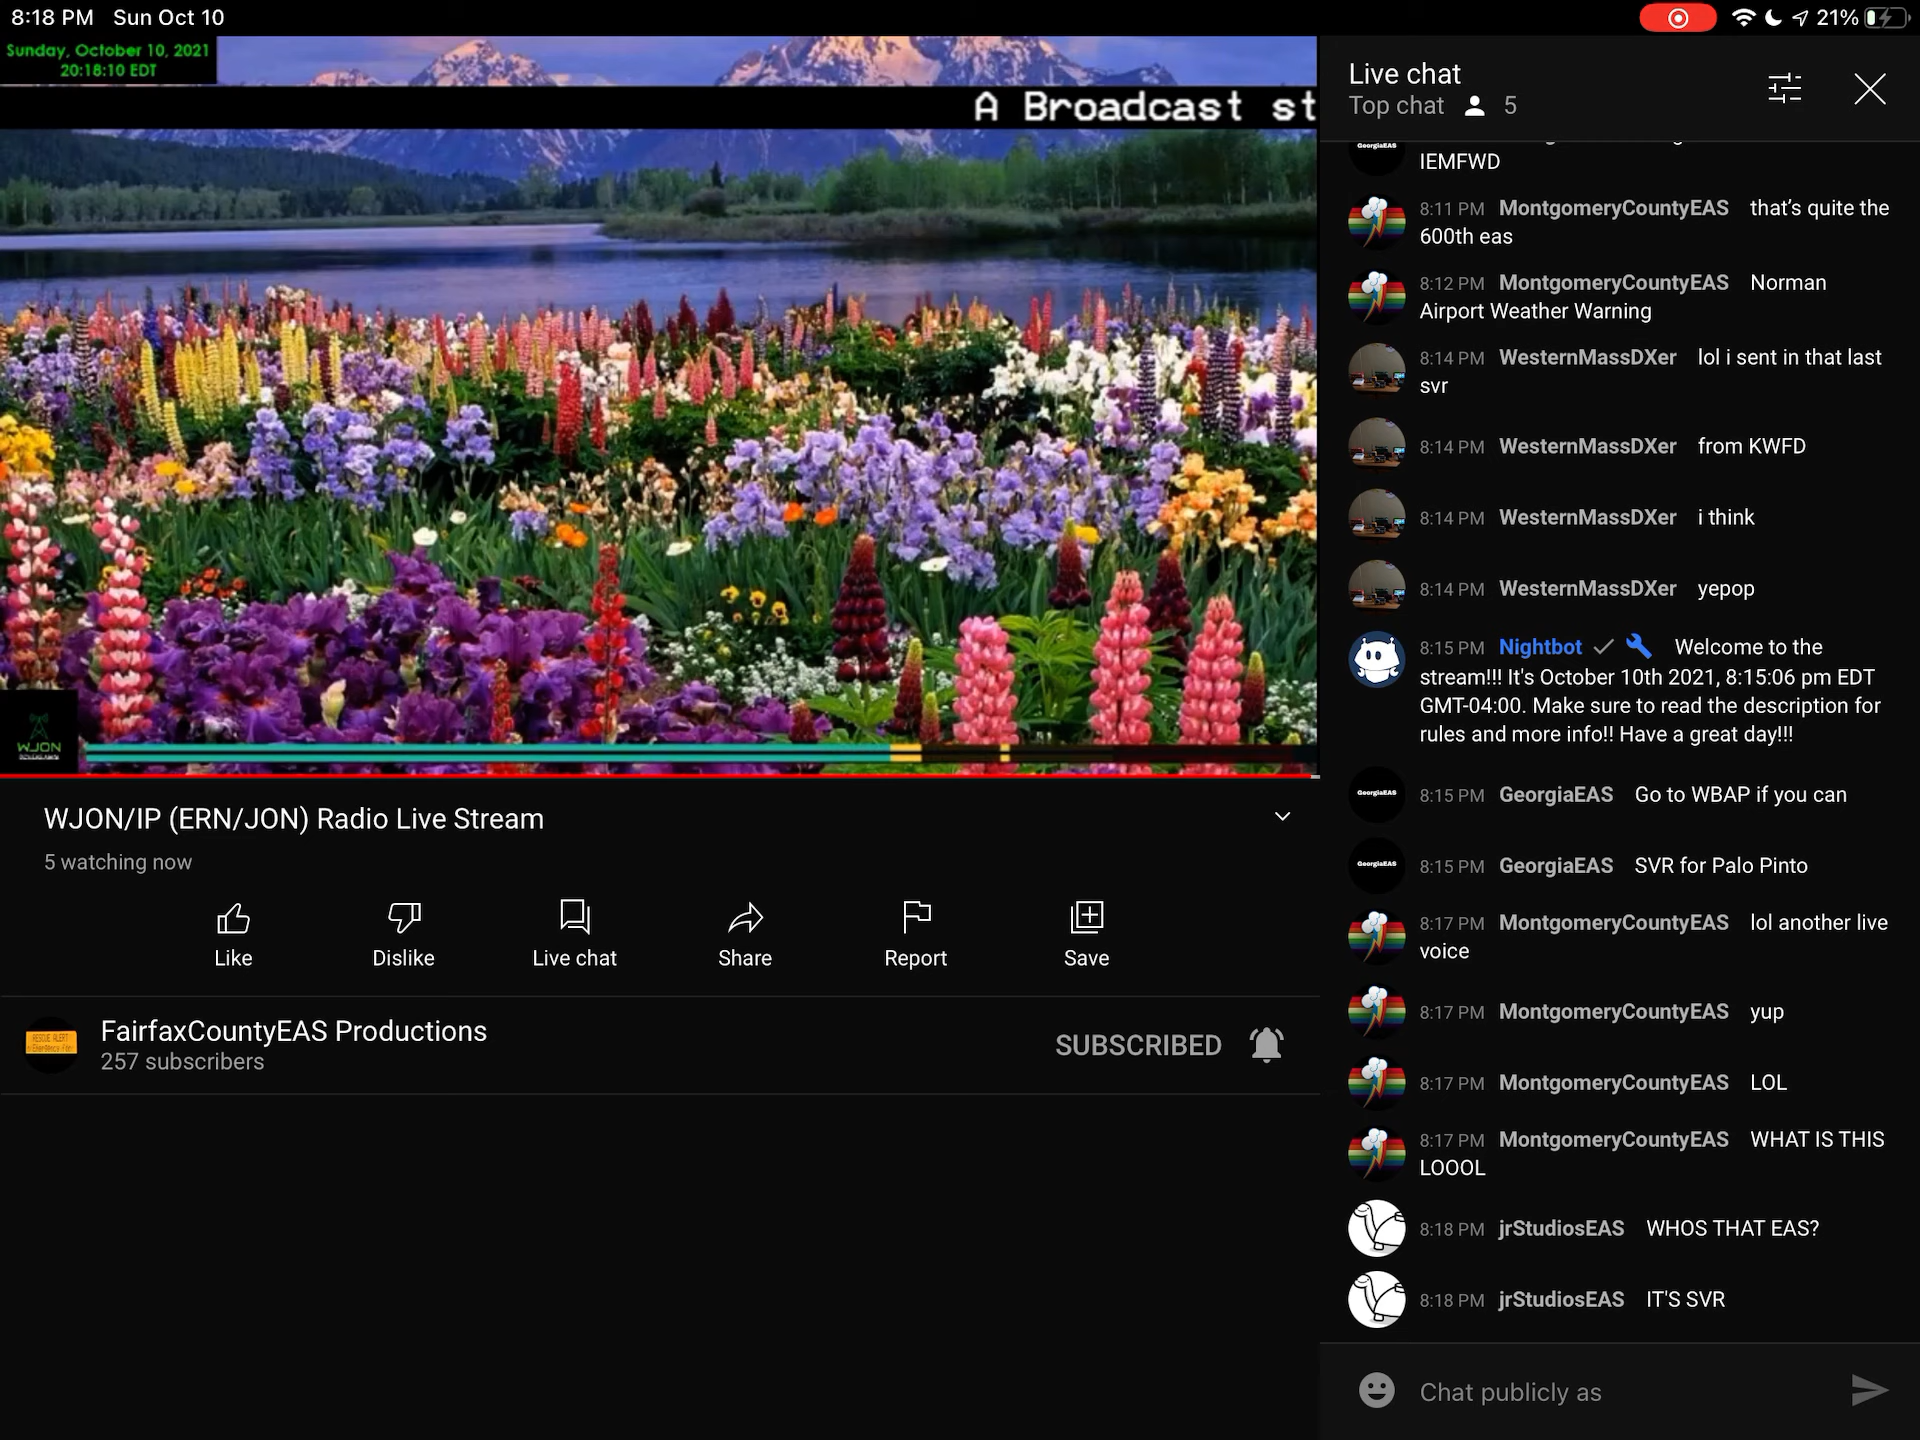 8:18 PM Sun Oct 10
21%
Sunday, October 10, 2021
20:18:10 EDT
A Broadcast st
WJON
WJON/IP (ERN/JON) Radio Live Stream
5 watching now
Like
Dislike
Live chat
Share
Report
Save
FairfaxCountyEAS Productions
257 subscribers
SUBSCRIBED
Live chat
Top chat 5
GeorgiaEAS
IEMFWD
8:11 PM MontgomeryCountyEAS that's quite the
600th eas
8:12 PM MontgomeryCountyEAS Norman
Airport Weather Warning
8:14 PM WesternMassDXer lol i sent in that last
svr
8:14 PM WesternMassDXer from KWFD
8:14 PM WesternMassDXer i think
8:14 PM WesternMassDXer yepop
8:15 PM Nightbot Welcome to the
stream!!! It's October 10th 2021, 8:15:06 pm EDT
GMT-04:00. Make sure to read the description for
rules and more info!! Have a great day!!!
GeorgiaEAS
8:15 PM GeorgiaEAS Go to WBAP if you can
GeorgiaEAS
8:15 PM GeorgiaEAS SVR for Palo Pinto
8:17 PM MontgomeryCountyEAS lol another live
voice
8:17 PM MontgomeryCountyEAS yup
8:17 PM MontgomeryCountyEAS LOL
8:17 PM MontgomeryCountyEAS WHAT IS THIS
LOOOL
8:18 PM jrStudiosEAS WHOS THAT EAS?
8:18 PM jrStudiosEAS IT'S SVR
Chat publicly as